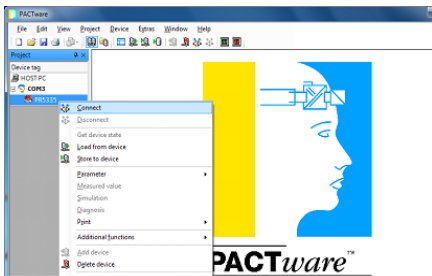 PACTware
File Edit View Project Device Extras Window Help
Project
Device tag
HOST PC
COM3
PR5335
Connect
Disconnect
Get device state
Load from device
Store to device
Parameter
Measured value
Simulation
Diagnosis
Print
Additional functions
Add device
Delete device
PACTware™